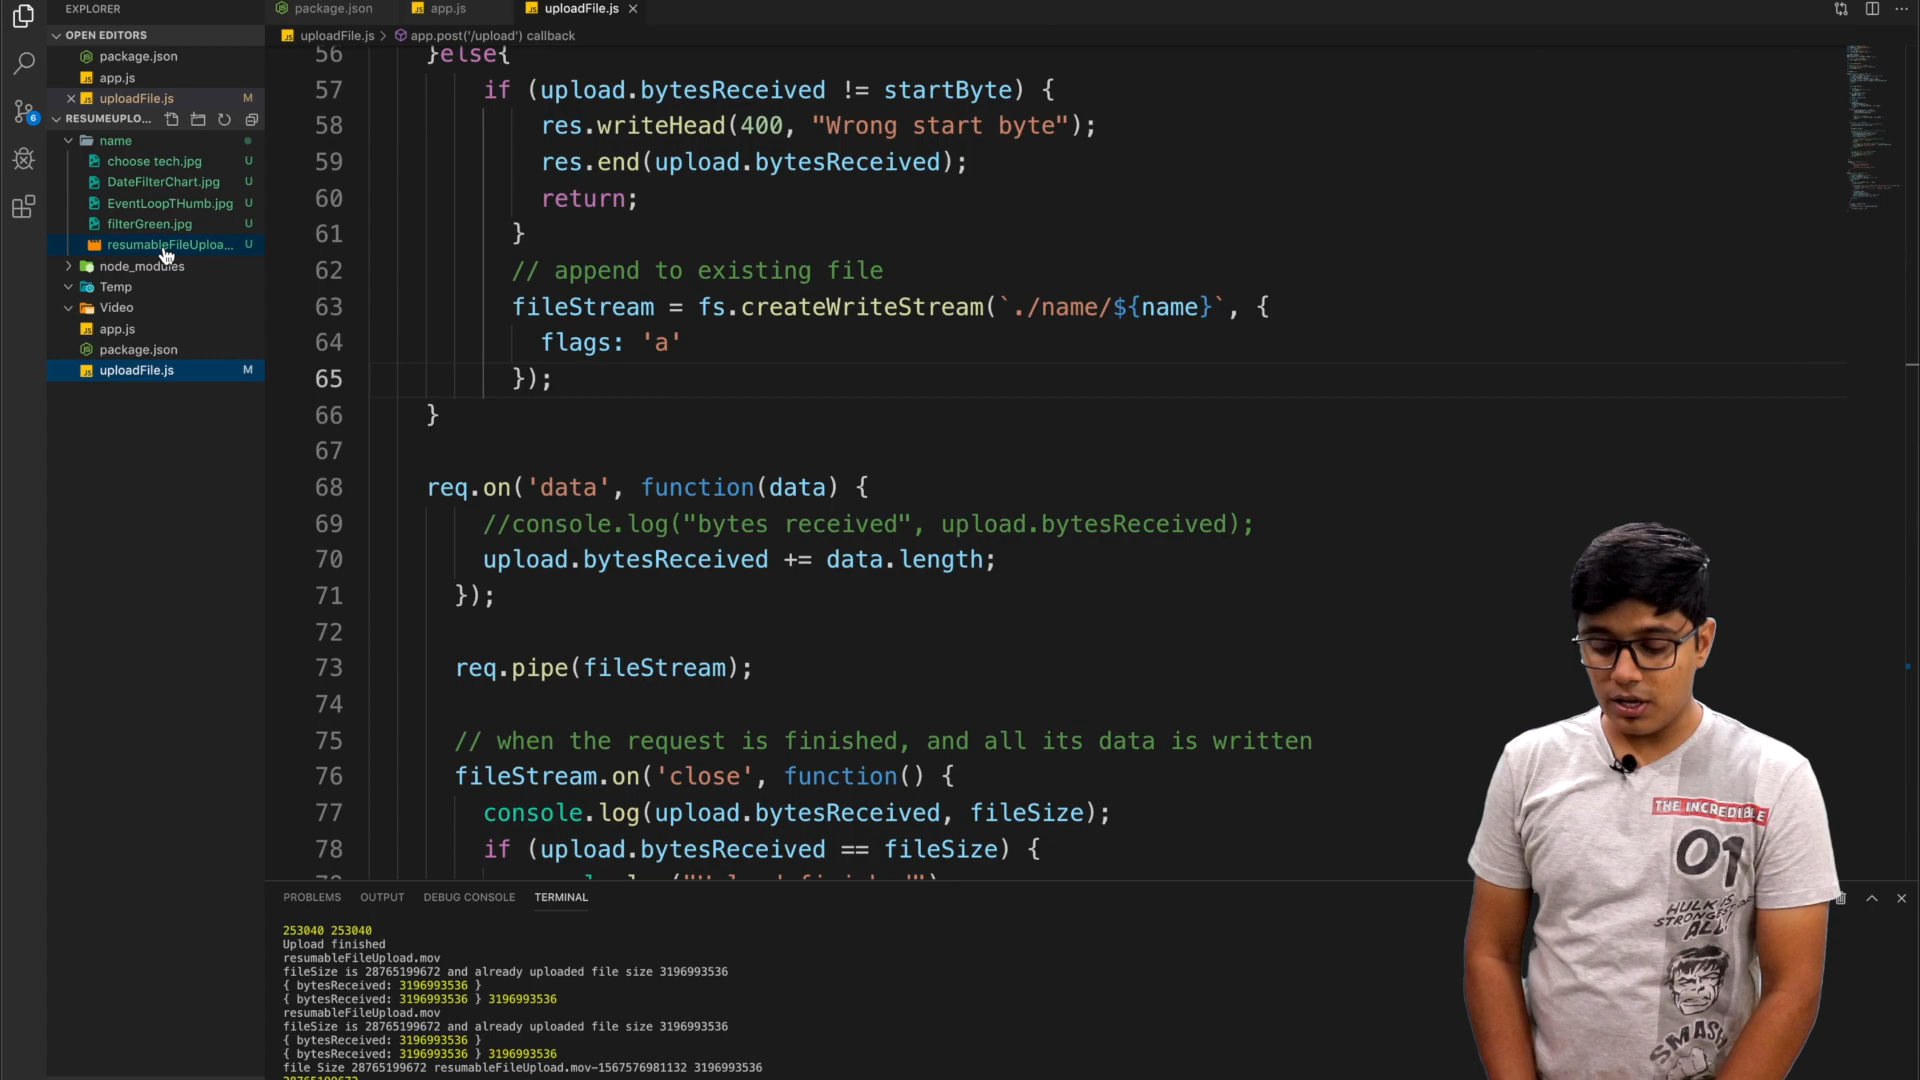 EXPLORER
package.json
app.js
uploadFile.js
OPEN EDITORS
package.json
app.js
uploadFile.js M
RESUMEUPLO...
name
choose tech.jpg U
DateFilterChart.jpg U
EventLoopTHumb.jpg U
filterGreen.jpg U
resumableFileUploa... U
node_modules
Temp
Video
app.js
package.json
uploadFile.js M
6
uploadFile.js > app.post('/upload') callback
56 }else{
57 if (upload.bytesReceived != startByte) {
58 res.writeHead(400, "Wrong start byte");
59 res.end(upload.bytesReceived);
60 return;
61 }
62 // append to existing file
63 fileStream = fs.createWriteStream(`./name/${name}`, {
64 flags: 'a'
65 });
66 }
67
68 req.on('data', function(data) {
69 //console.log("bytes received", upload.bytesReceived);
70 upload.bytesReceived += data.length;
71 });
72
73 req.pipe(fileStream);
74
75 // when the request is finished, and all its data is written
76 fileStream.on('close', function() {
77 console.log(upload.bytesReceived, fileSize);
78 if (upload.bytesReceived == fileSize) {
PROBLEMS OUTPUT DEBUG CONSOLE TERMINAL
253040 253040
Upload finished
resumableFileUpload.mov
fileSize is 28765199672 and already uploaded file size 3196993536
{ bytesReceived: 3196993536 }
{ bytesReceived: 3196993536 } 3196993536
resumableFileUpload.mov
fileSize is 28765199672 and already uploaded file size 3196993536
{ bytesReceived: 3196993536 }
{ bytesReceived: 3196993536 } 3196993536
file Size 28765199672 resumableFileUpload.mov-1567576981132 3196993536
THE INCREDIBLE
01
HULK IS
STRONGEST
ALL
SMASH